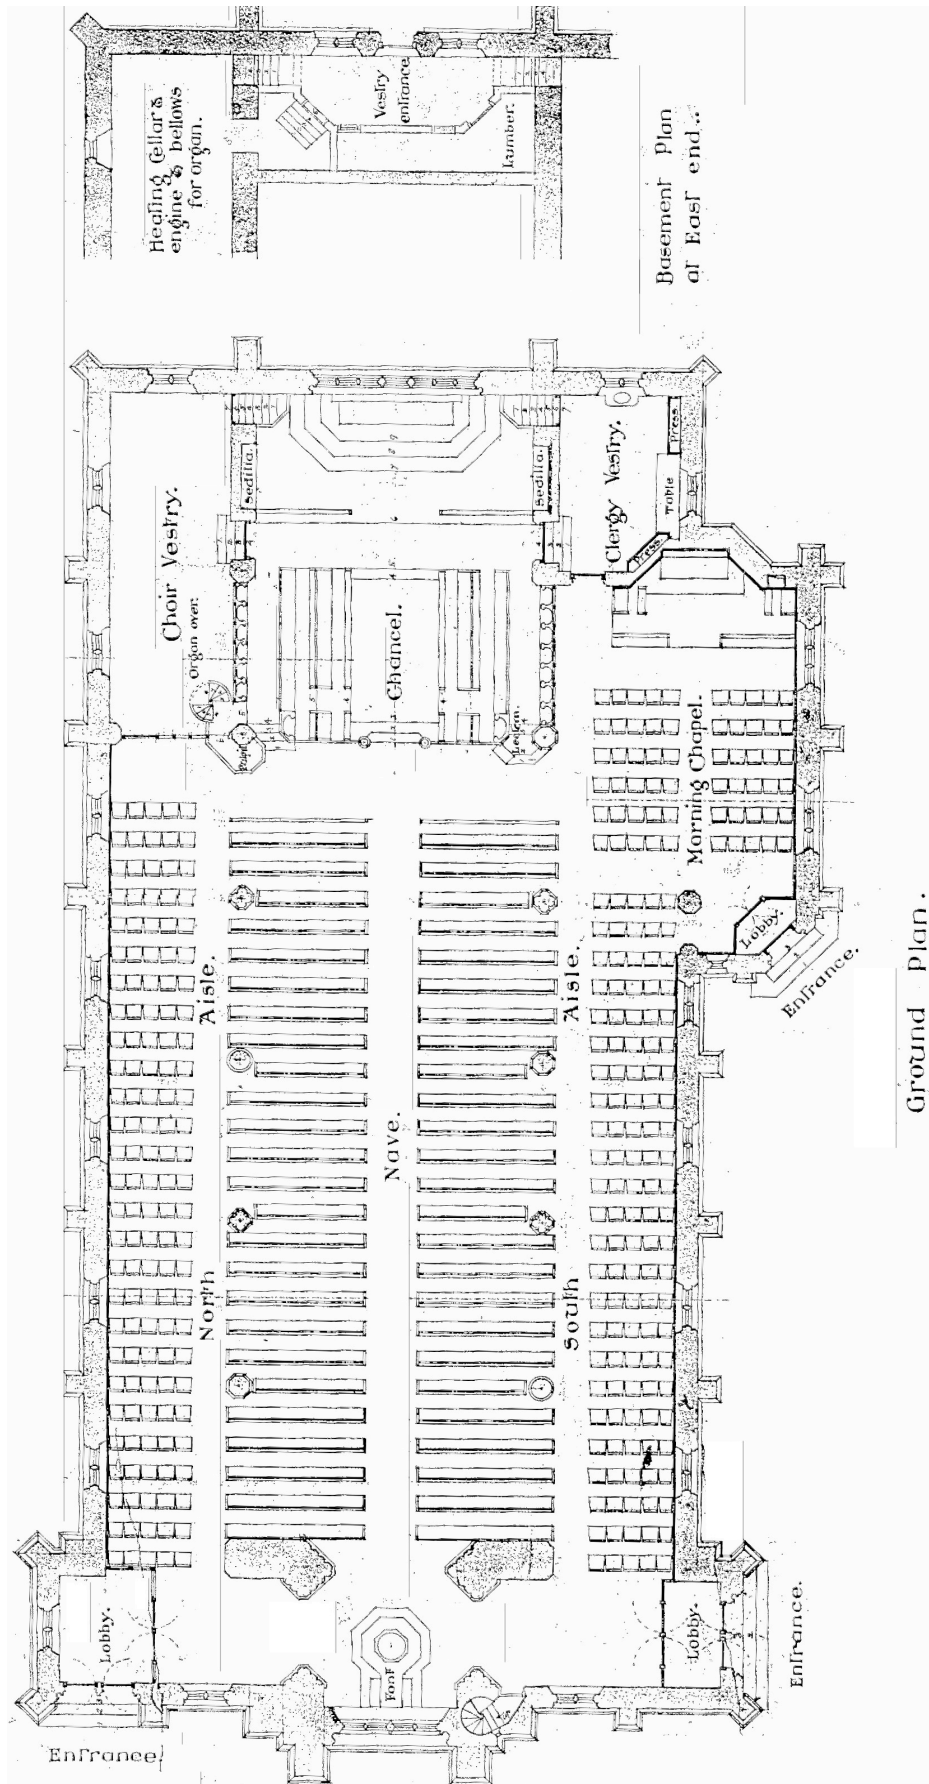 Heating Cellar &
engine & bellows
for organ.
Vestry
entrance
Lumber.
Basement Plan
at East end..
Choir Vestry.
Organ over.
Sedilia.
Sedilia.
Clergy Vestry.
Press
Table
Press
Chancel.
Pulpit
Lectern.
Morning Chapel.
Lobby.
Entrance.
North Aisle.
Nave.
South Aisle.
Ground Plan.
Lobby.
Font
Lobby.
Entrance.
Entrance.